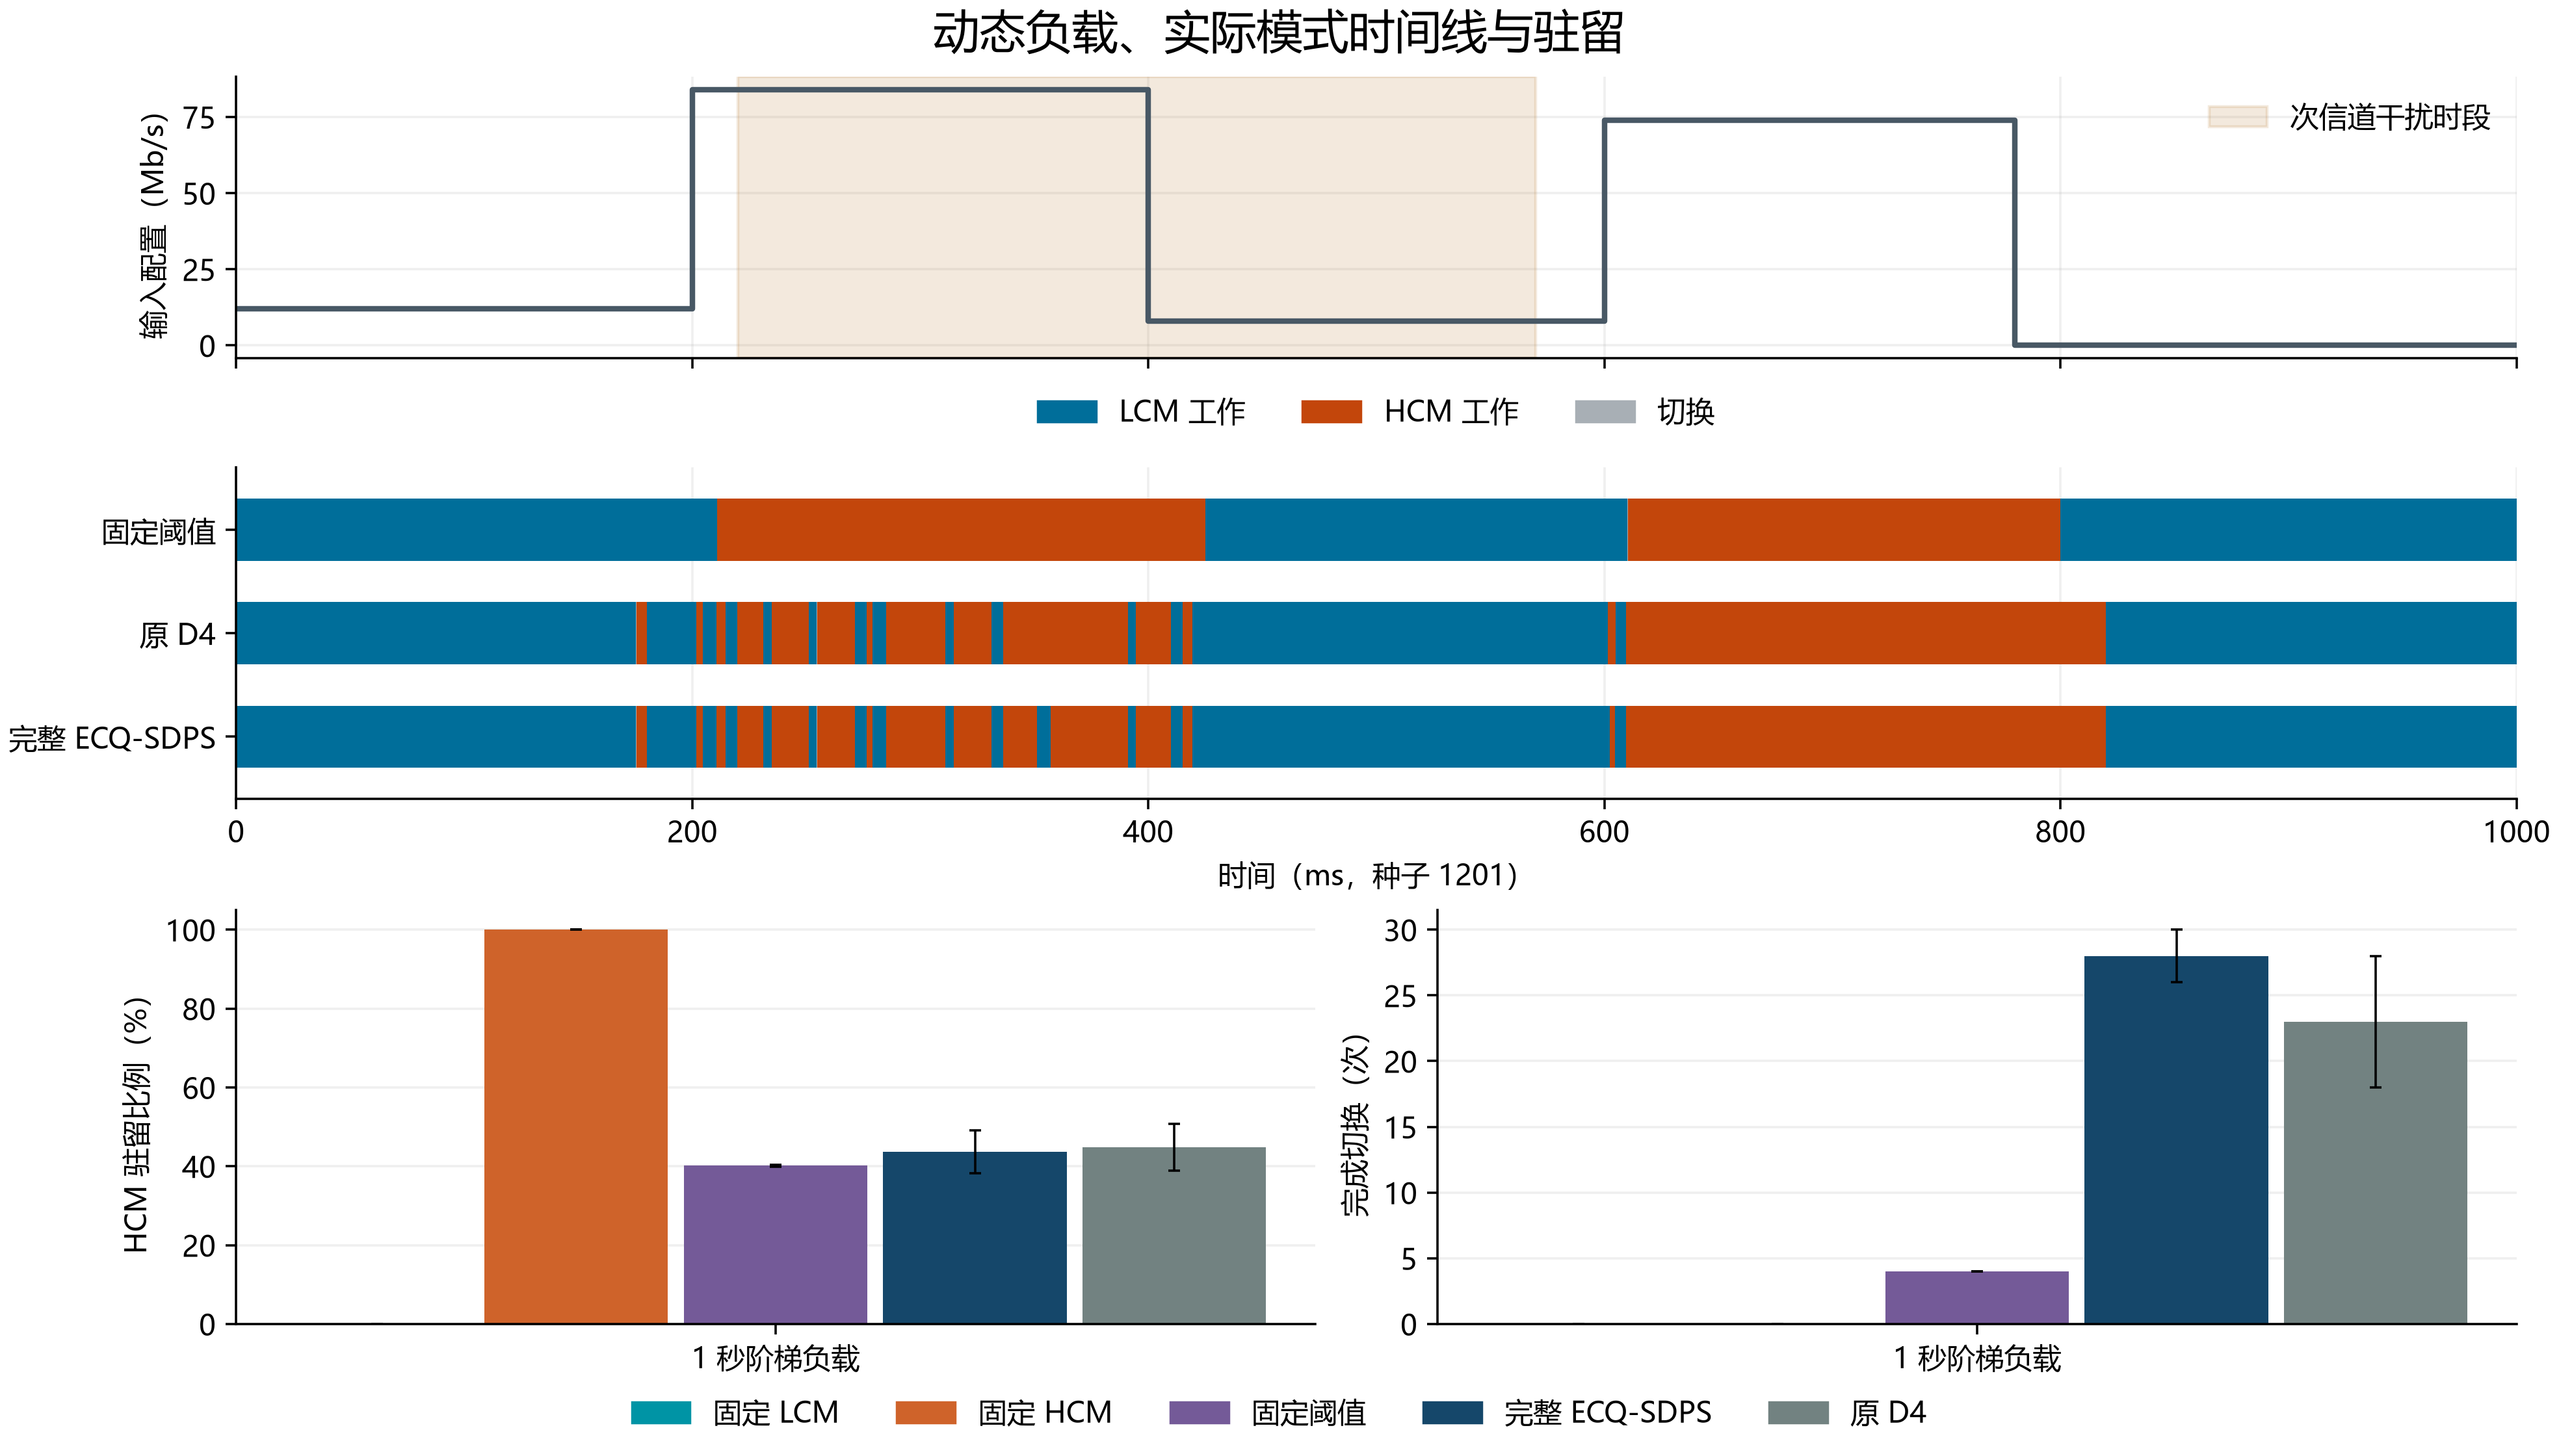 动态负载、实际模式时间线与驻留
输入配置（Mb/s）
75
50
25
0
次信道干扰时段
LCM 工作
HCM 工作
切换
固定阈值
原 D4
完整 ECQ-SDPS
0
200
400
600
800
1000
时间（ms，种子 1201）
HCM 驻留比例（%）
100
80
60
40
20
0
1 秒阶梯负载
完成切换（次）
30
25
20
15
10
5
0
1 秒阶梯负载
固定 LCM
固定 HCM
固定阈值
完整 ECQ-SDPS
原 D4